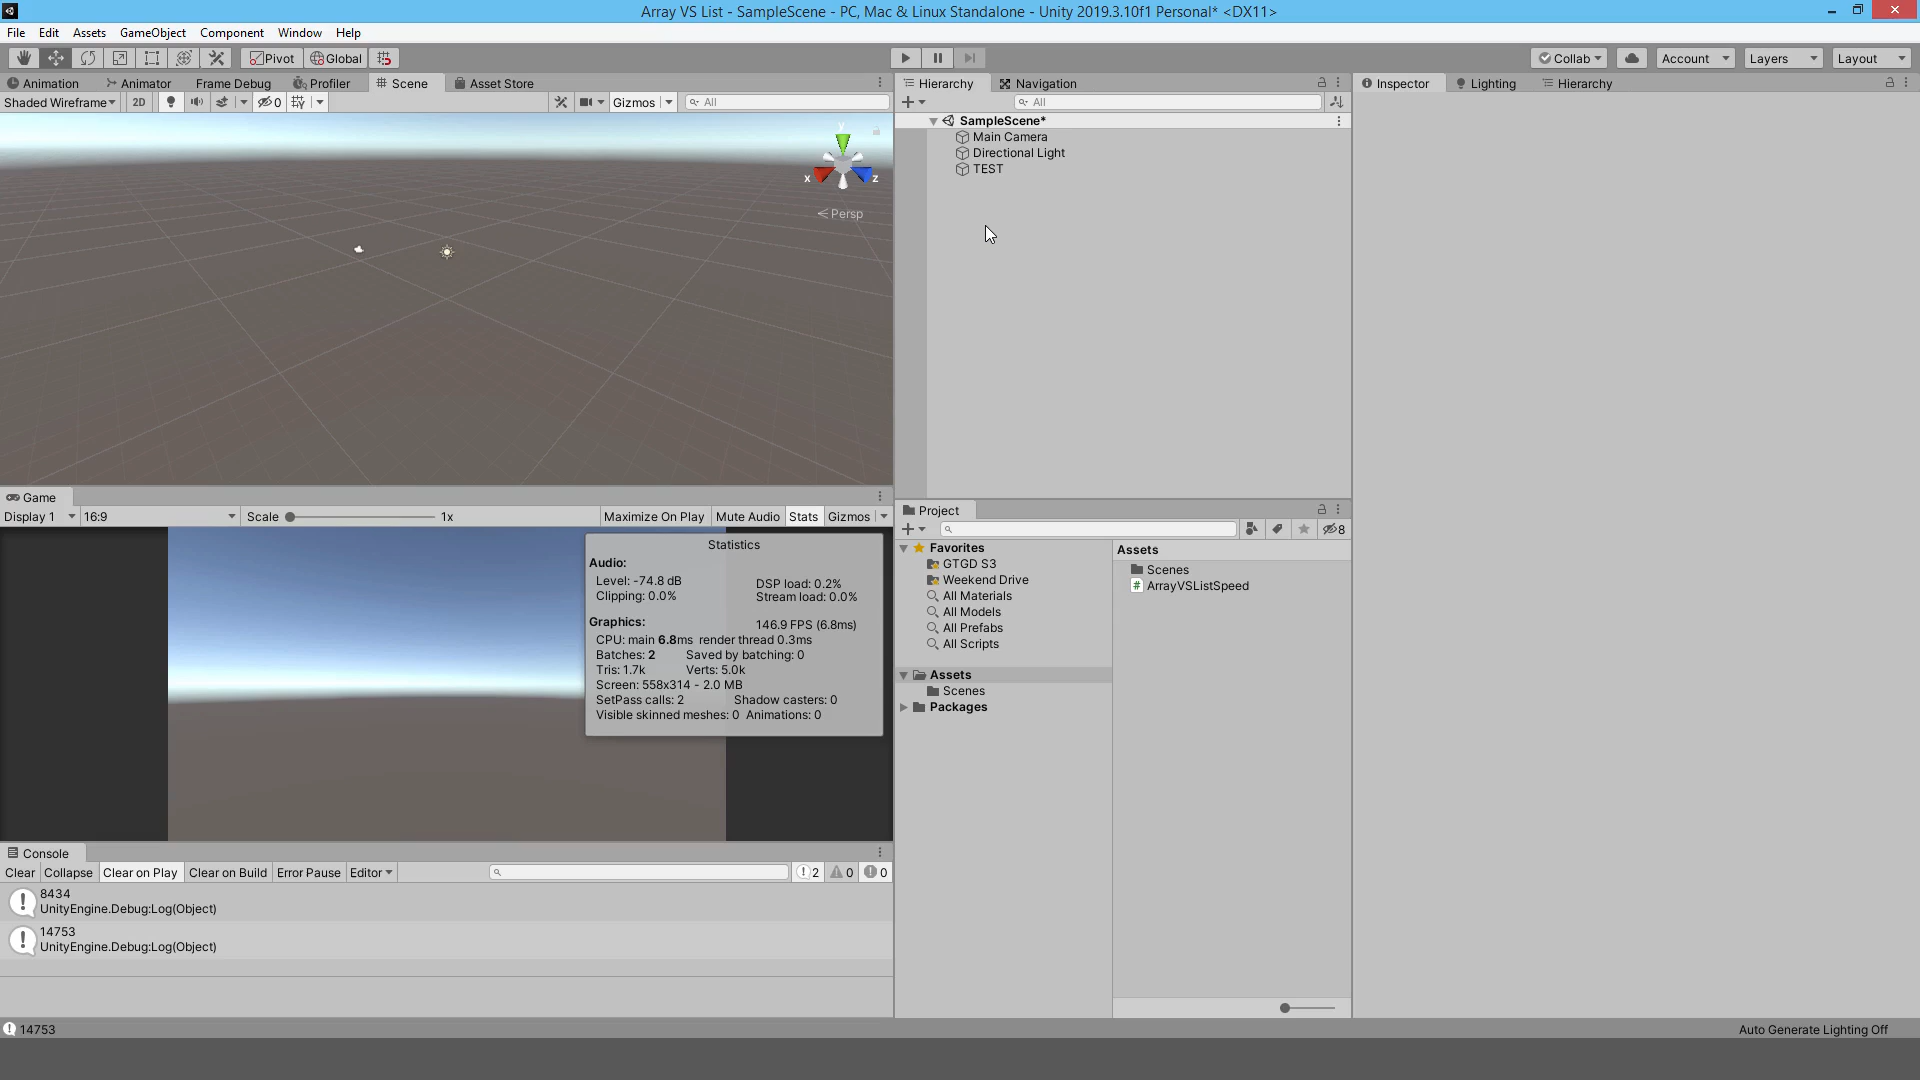 Array VS List - SampleScene - PC, Mac & Linux Standalone - Unity 2019.3.10f1 Personal* <DX11>
File Edit Assets GameObject Component Window Help
Pivot Global Collab Account Layers Layout
Animation Animator Frame Debug Profiler Scene Asset Store
Shaded Wireframe 2D 0 Gizmos All
y
x z
Persp
Hierarchy Navigation
All
SampleScene*
Main Camera
Directional Light
TEST
Inspector Lighting Hierarchy
Game
Display 1 16:9 Scale 1x Maximize On Play Mute Audio Stats Gizmos
Statistics
Audio:
Level: -74.8 dB DSP load: 0.2%
Clipping: 0.0% Stream load: 0.0%
Graphics: 146.9 FPS (6.8ms)
CPU: main 6.8ms render thread 0.3ms
Batches: 2 Saved by batching: 0
Tris: 1.7k Verts: 5.0k
Screen: 558x314 - 2.0 MB
SetPass calls: 2 Shadow casters: 0
Visible skinned meshes: 0 Animations: 0
Project
8
Favorites
GTGD S3
Weekend Drive
All Materials
All Models
All Prefabs
All Scripts
Assets
Scenes
Packages
Assets
Scenes
ArrayVSListSpeed
Console
Clear Collapse Clear on Play Clear on Build Error Pause Editor 2 0 0
8434
UnityEngine.Debug:Log(Object)
14753
UnityEngine.Debug:Log(Object)
14753
Auto Generate Lighting Off